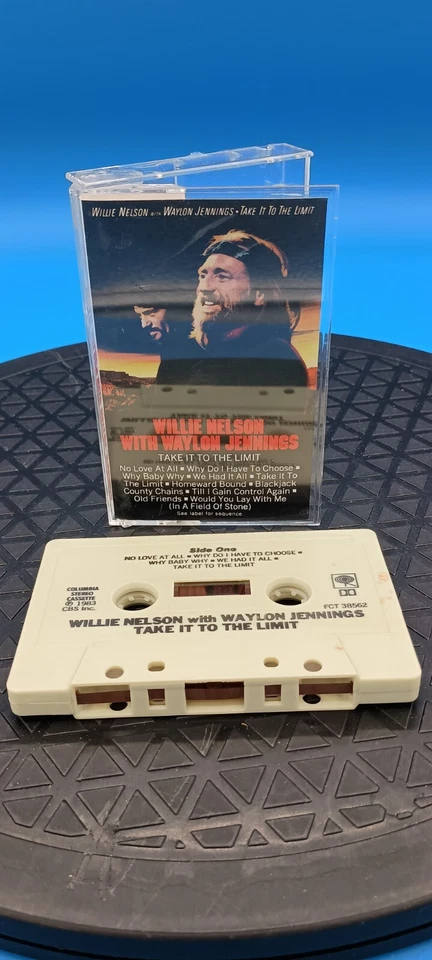 WILLIE NELSON WITH WAYLON JENNINGS • TAKE IT TO THE LIMIT
WILLIE NELSON
WITH WAYLON JENNINGS
TAKE IT TO THE LIMIT
No Love At All ▪ Why Do I Have To Choose ▪
Why Baby Why ▪ We Had It All ▪ Take It To
The Limit ▪ Homeward Bound ▪ Blackjack
County Chains ▪ Till I Gain Control Again ▪
Old Friends ▪ Would You Lay With Me
(In A Field Of Stone)
See label for sequence.
Side One
NO LOVE AT ALL ▪ WHY DO I HAVE TO CHOOSE ▪
WHY BABY WHY ▪ WE HAD IT ALL ▪
TAKE IT TO THE LIMIT
COLUMBIA
STEREO
CASSETTE
℗ 1983
CBS Inc.
FCT 38562
WILLIE NELSON with WAYLON JENNINGS
TAKE IT TO THE LIMIT